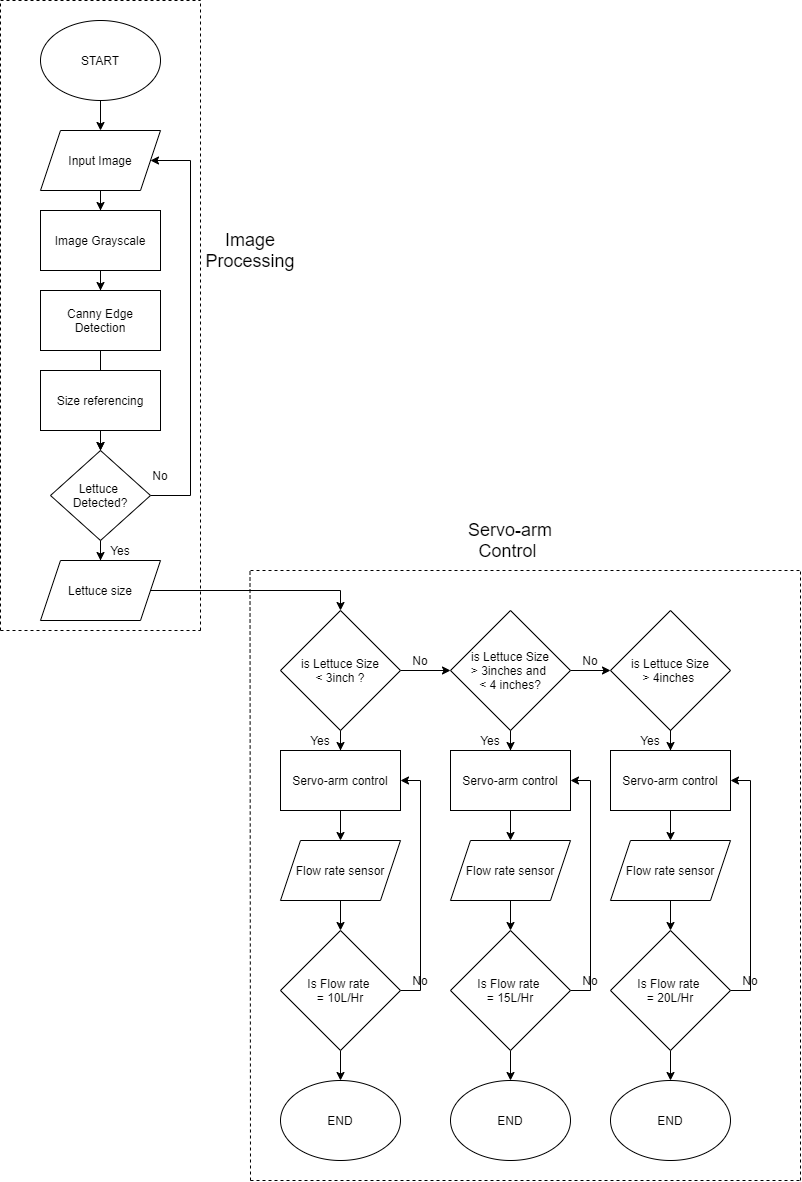 START
Input Image
Image Grayscale
Image
Processing
Canny Edge
Detection
Size referencing
No
Lettuce
Detected?
Yes
Lettuce size
Servo-arm
Control
is Lettuce Size
< 3inch ?
No
is Lettuce Size
> 3inches and
< 4 inches?
No
is Lettuce Size
> 4inches
Yes
Yes
Yes
Servo-arm control
Servo-arm control
Servo-arm control
Flow rate sensor
Flow rate sensor
Flow rate sensor
Is Flow rate
= 10L/Hr
No
Is Flow rate
= 15L/Hr
No
Is Flow rate
= 20L/Hr
No
END
END
END